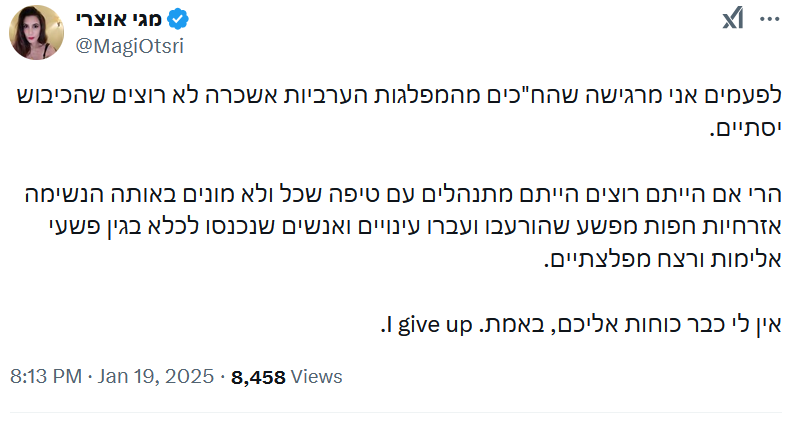 מגי אוצרי
@MagiOtsri
לפעמים אני מרגישה שהח"כים מהמפלגות הערביות אשכרה לא רוצים שהכיבוש
יסתיים.
הרי אם הייתם רוצים הייתם מתנהלים עם טיפה שכל ולא מונים באותה הנשימה
אזרחיות חפות מפשע שהורעבו ועברו עינויים ואנשים שנכנסו לכלא בגין פשעי
אלימות ורצח מפלצתיים.
אין לי כבר כוחות אליכם, באמת. I give up.
8:13 PM · Jan 19, 2025 · 8,458 Views